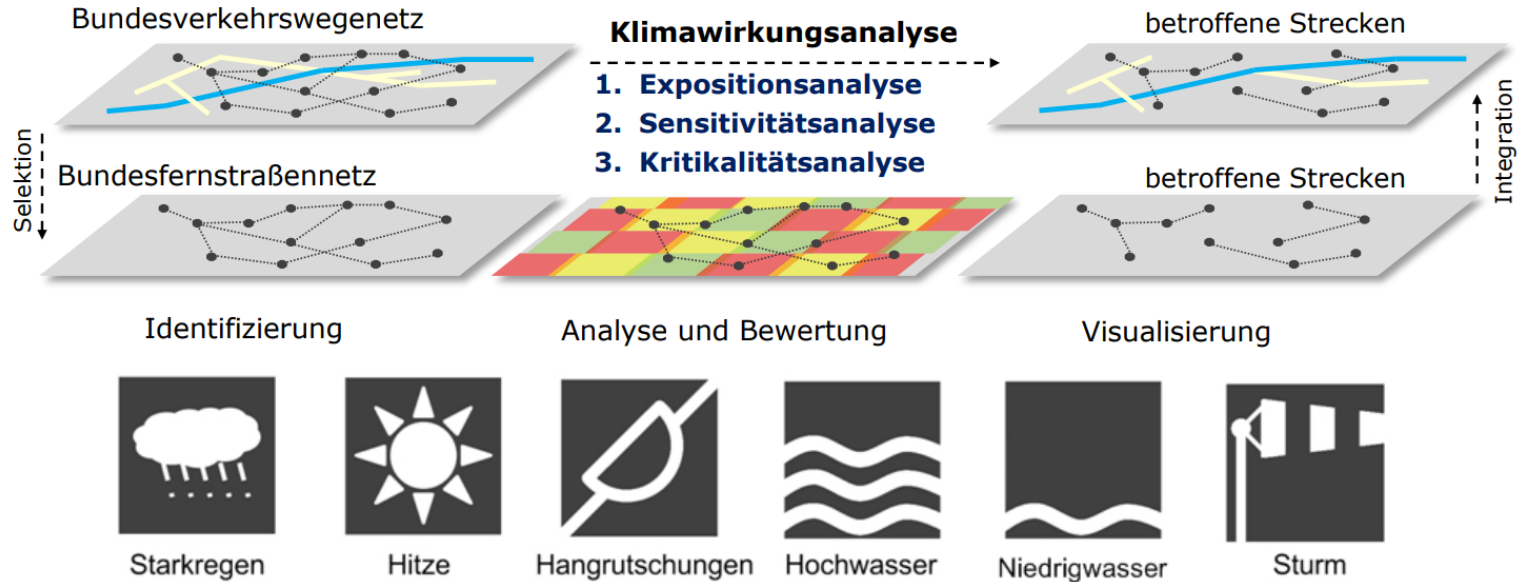 Bundesverkehrswegenetz
Klimawirkungsanalyse
betroffene Strecken
1. Expositionsanalyse
2. Sensitivitätsanalyse
3. Kritikalitätsanalyse
Selektion
Integration
Bundesfernstraßennetz
betroffene Strecken
Identifizierung
Analyse und Bewertung
Visualisierung
Starkregen
Hitze
Hangrutschungen
Hochwasser
Niedrigwasser
Sturm